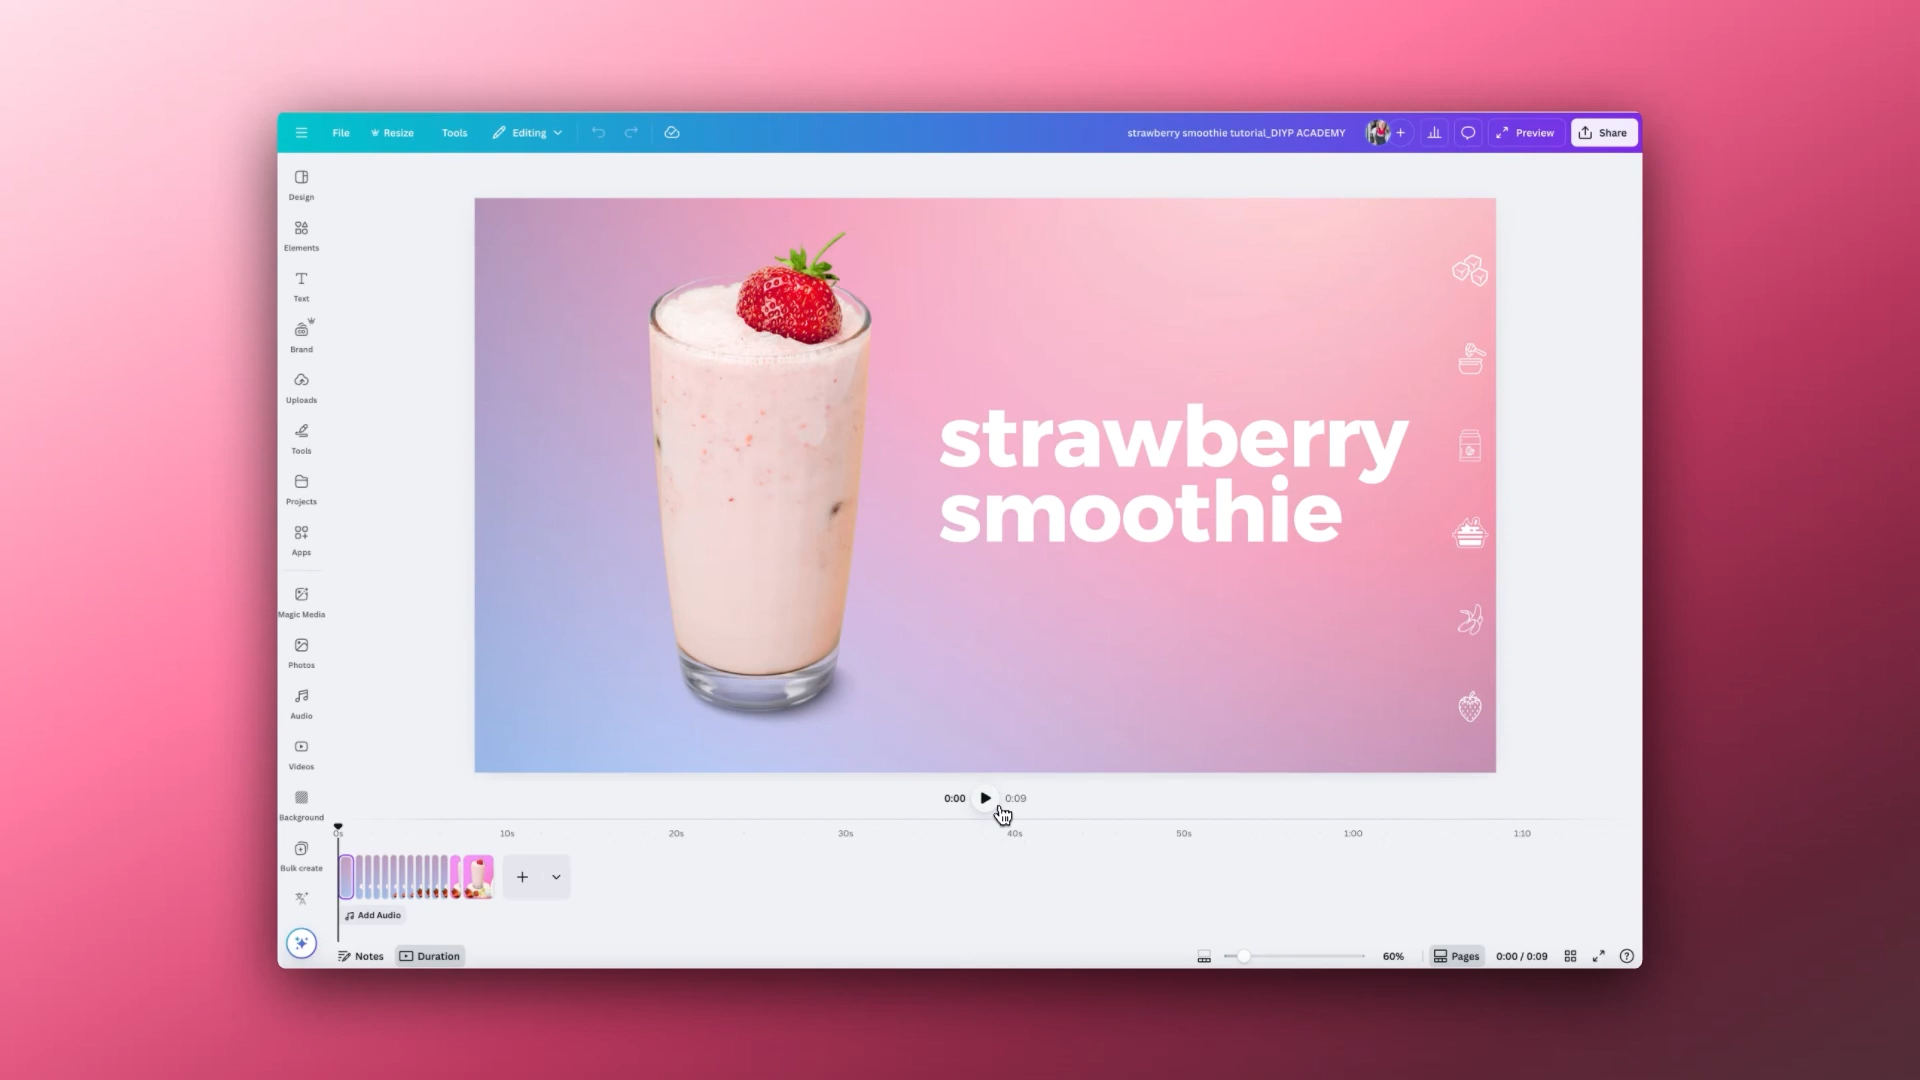 File Resize Tools Editing strawberry smoothie tutorial_DIYP ACADEMY Preview Share
Design
Elements
Text
Brand
Uploads
Tools
Projects
Apps
Magic Media
Photos
Audio
Videos
Background
Bulk create
strawberry
smoothie
0:00 0:09
0s 10s 20s 30s 40s 50s 1:00 1:10
Add Audio
Notes Duration 60% Pages 0:00 / 0:09